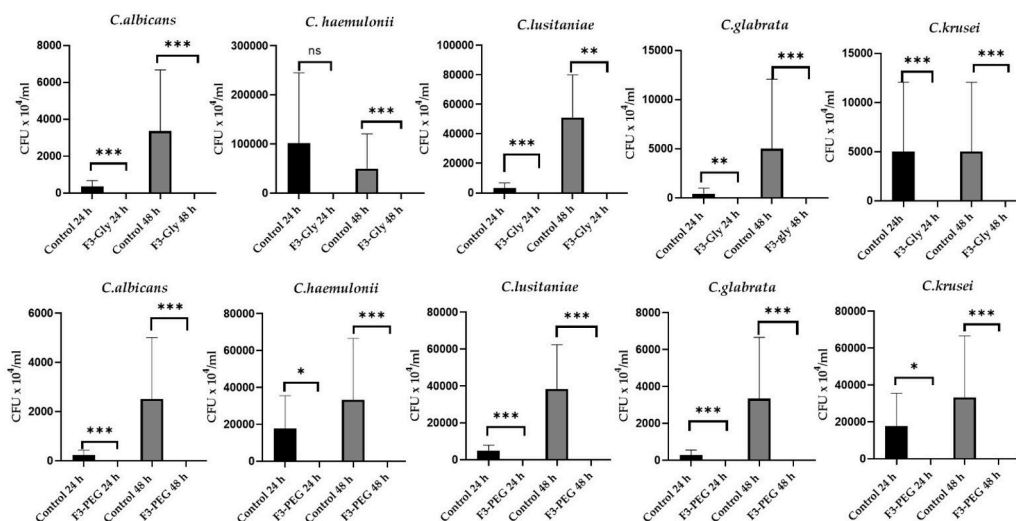 C.albicans
CFU x 10⁴/ml
8000
6000
4000
2000
0
***
***
Control 24 h
F3-Gly 24 h
Control 48 h
F3-Gly 48 h
C. haemulonii
CFU x 10⁴/ml
300000
200000
100000
0
ns
***
Control 24 h
F3-Gly 24 h
Control 48 h
F3-Gly 48 h
C.lusitaniae
CFU x 10⁴/ml
100000
80000
60000
40000
20000
0
***
**
Control 24 h
F3-Gly 24 h
Control 48 h
F3-Gly 24 h
C.glabrata
CFU x 10⁴/ml
15000
10000
5000
0
**
***
Control 24 h
F3-Gly 24 h
Control 48 h
F3-gly 48 h
C.krusei
CFU x 10⁴/ml
15000
10000
5000
0
***
***
Control 24h
F3-Gly 24 h
Control 48 h
F3-Gly 48 h
C.albicans
CFU x 10⁴/ml
6000
4000
2000
0
***
***
Control 24 h
F3-PEG 24 h
Control 48 h
F3-PEG 48 h
C.haemulonii
CFU x 10⁴/ml
80000
60000
40000
20000
0
*
***
Control 24 h
F3-PEG 24 h
Control 48 h
F3-PEG 48 h
C.lusitaniae
CFU x 10⁴/ml
80000
60000
40000
20000
0
***
***
Control 24 h
F3-PEG 24 h
Control 48 h
F3-PEG 48 h
C.glabrata
CFU x 10⁴/ml
8000
6000
4000
2000
0
***
***
Control 24 h
F3-PEG 24 h
Control 48 h
F3-PEG 48 h
C.krusei
CFU x 10⁴/ml
80000
60000
40000
20000
0
*
***
Control 24 h
F3-PEG 24 h
Control 48 h
F3-PEG 48 h